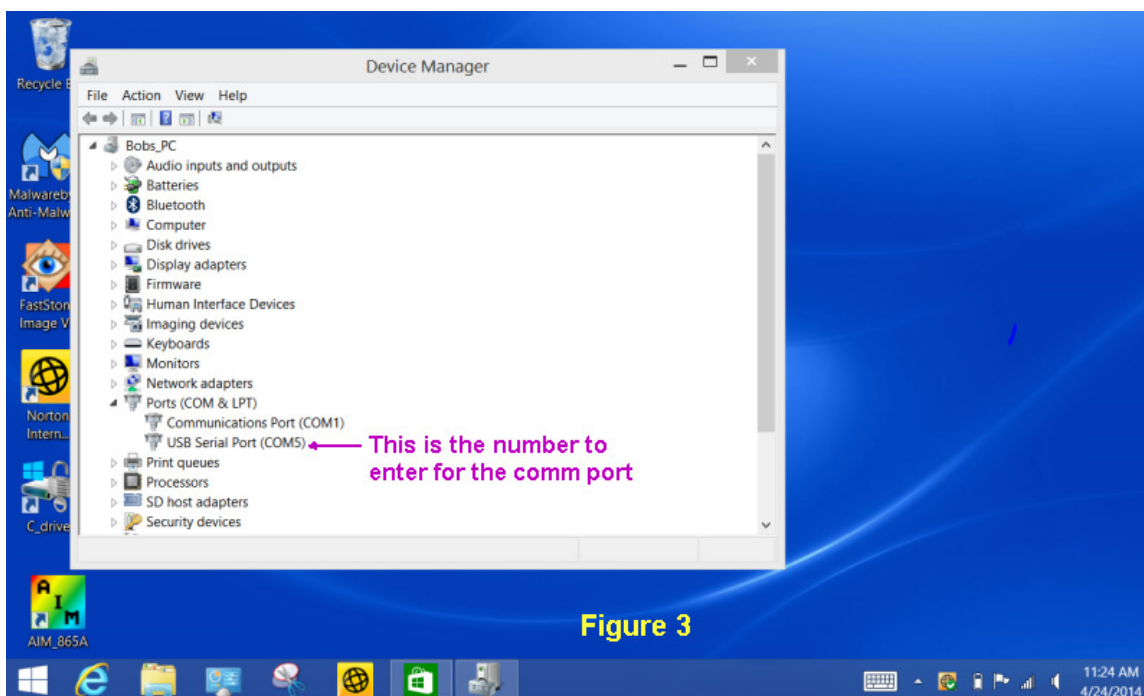 Recycle
Device Manager
File Action View Help
Bobs_PC
Audio inputs and outputs
Batteries
Bluetooth
Computer
Disk drives
Display adapters
Firmware
Human Interface Devices
Imaging devices
Keyboards
Monitors
Network adapters
Ports (COM & LPT)
Communications Port (COM1)
USB Serial Port (COM5)
This is the number to
enter for the comm port
Print queues
Processors
SD host adapters
Security devices
Malwareb
Anti-Malw
FastSton
Image V
Norton
Intern...
C_drive
A
I
M
AIM_865A
Figure 3
11:24 AM
4/24/2014